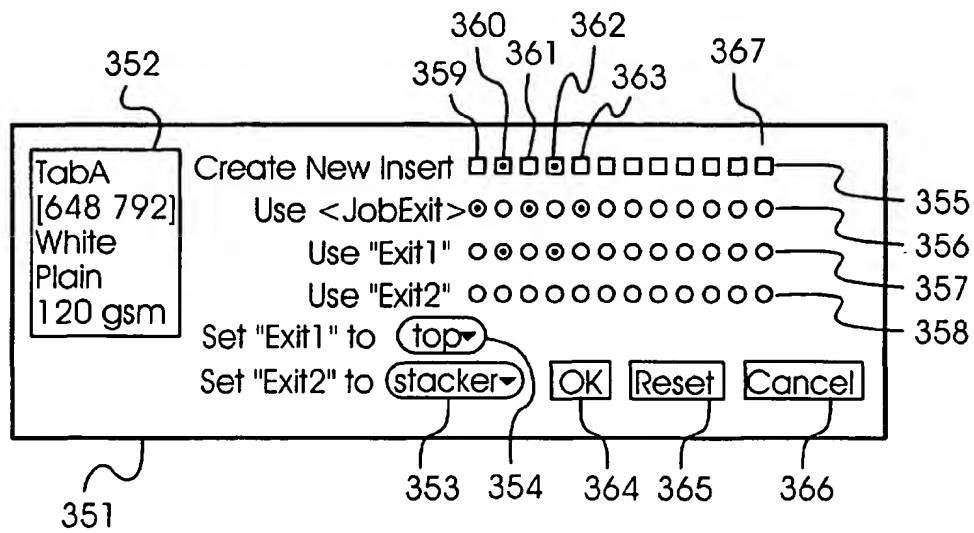 360
362
361
367
352
359
363
TabA
[648 792]
White
Plain
120 gsm
Create New Insert
355
Use <JobExit>
356
Use "Exit1"
357
Use "Exit2"
358
Set "Exit1" to top
Set "Exit2" to stacker OK Reset Cancel
351
353
354
364
365
366